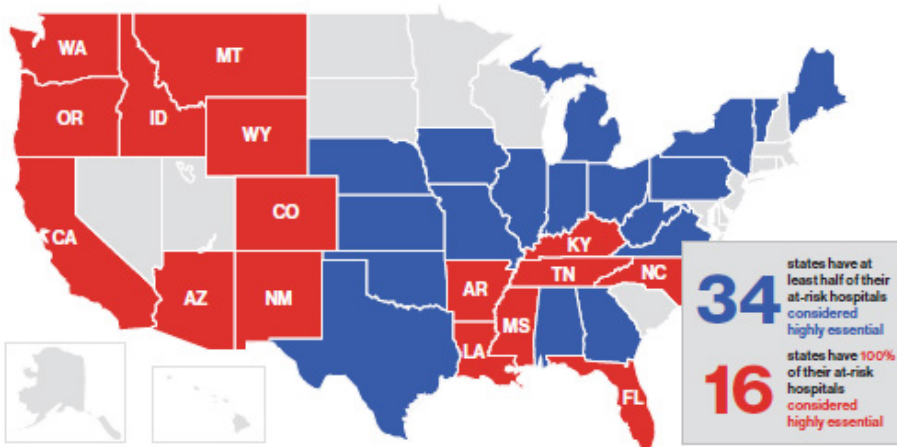 WA
MT
OR
ID
WY
CA
CO
AZ
NM
KY
TN
NC
AR
MS
LA
FL
34
states have at
least half of their
at-risk hospitals
considered
highly essential
16
states have 100%
of their at-risk
hospitals
considered
highly essential